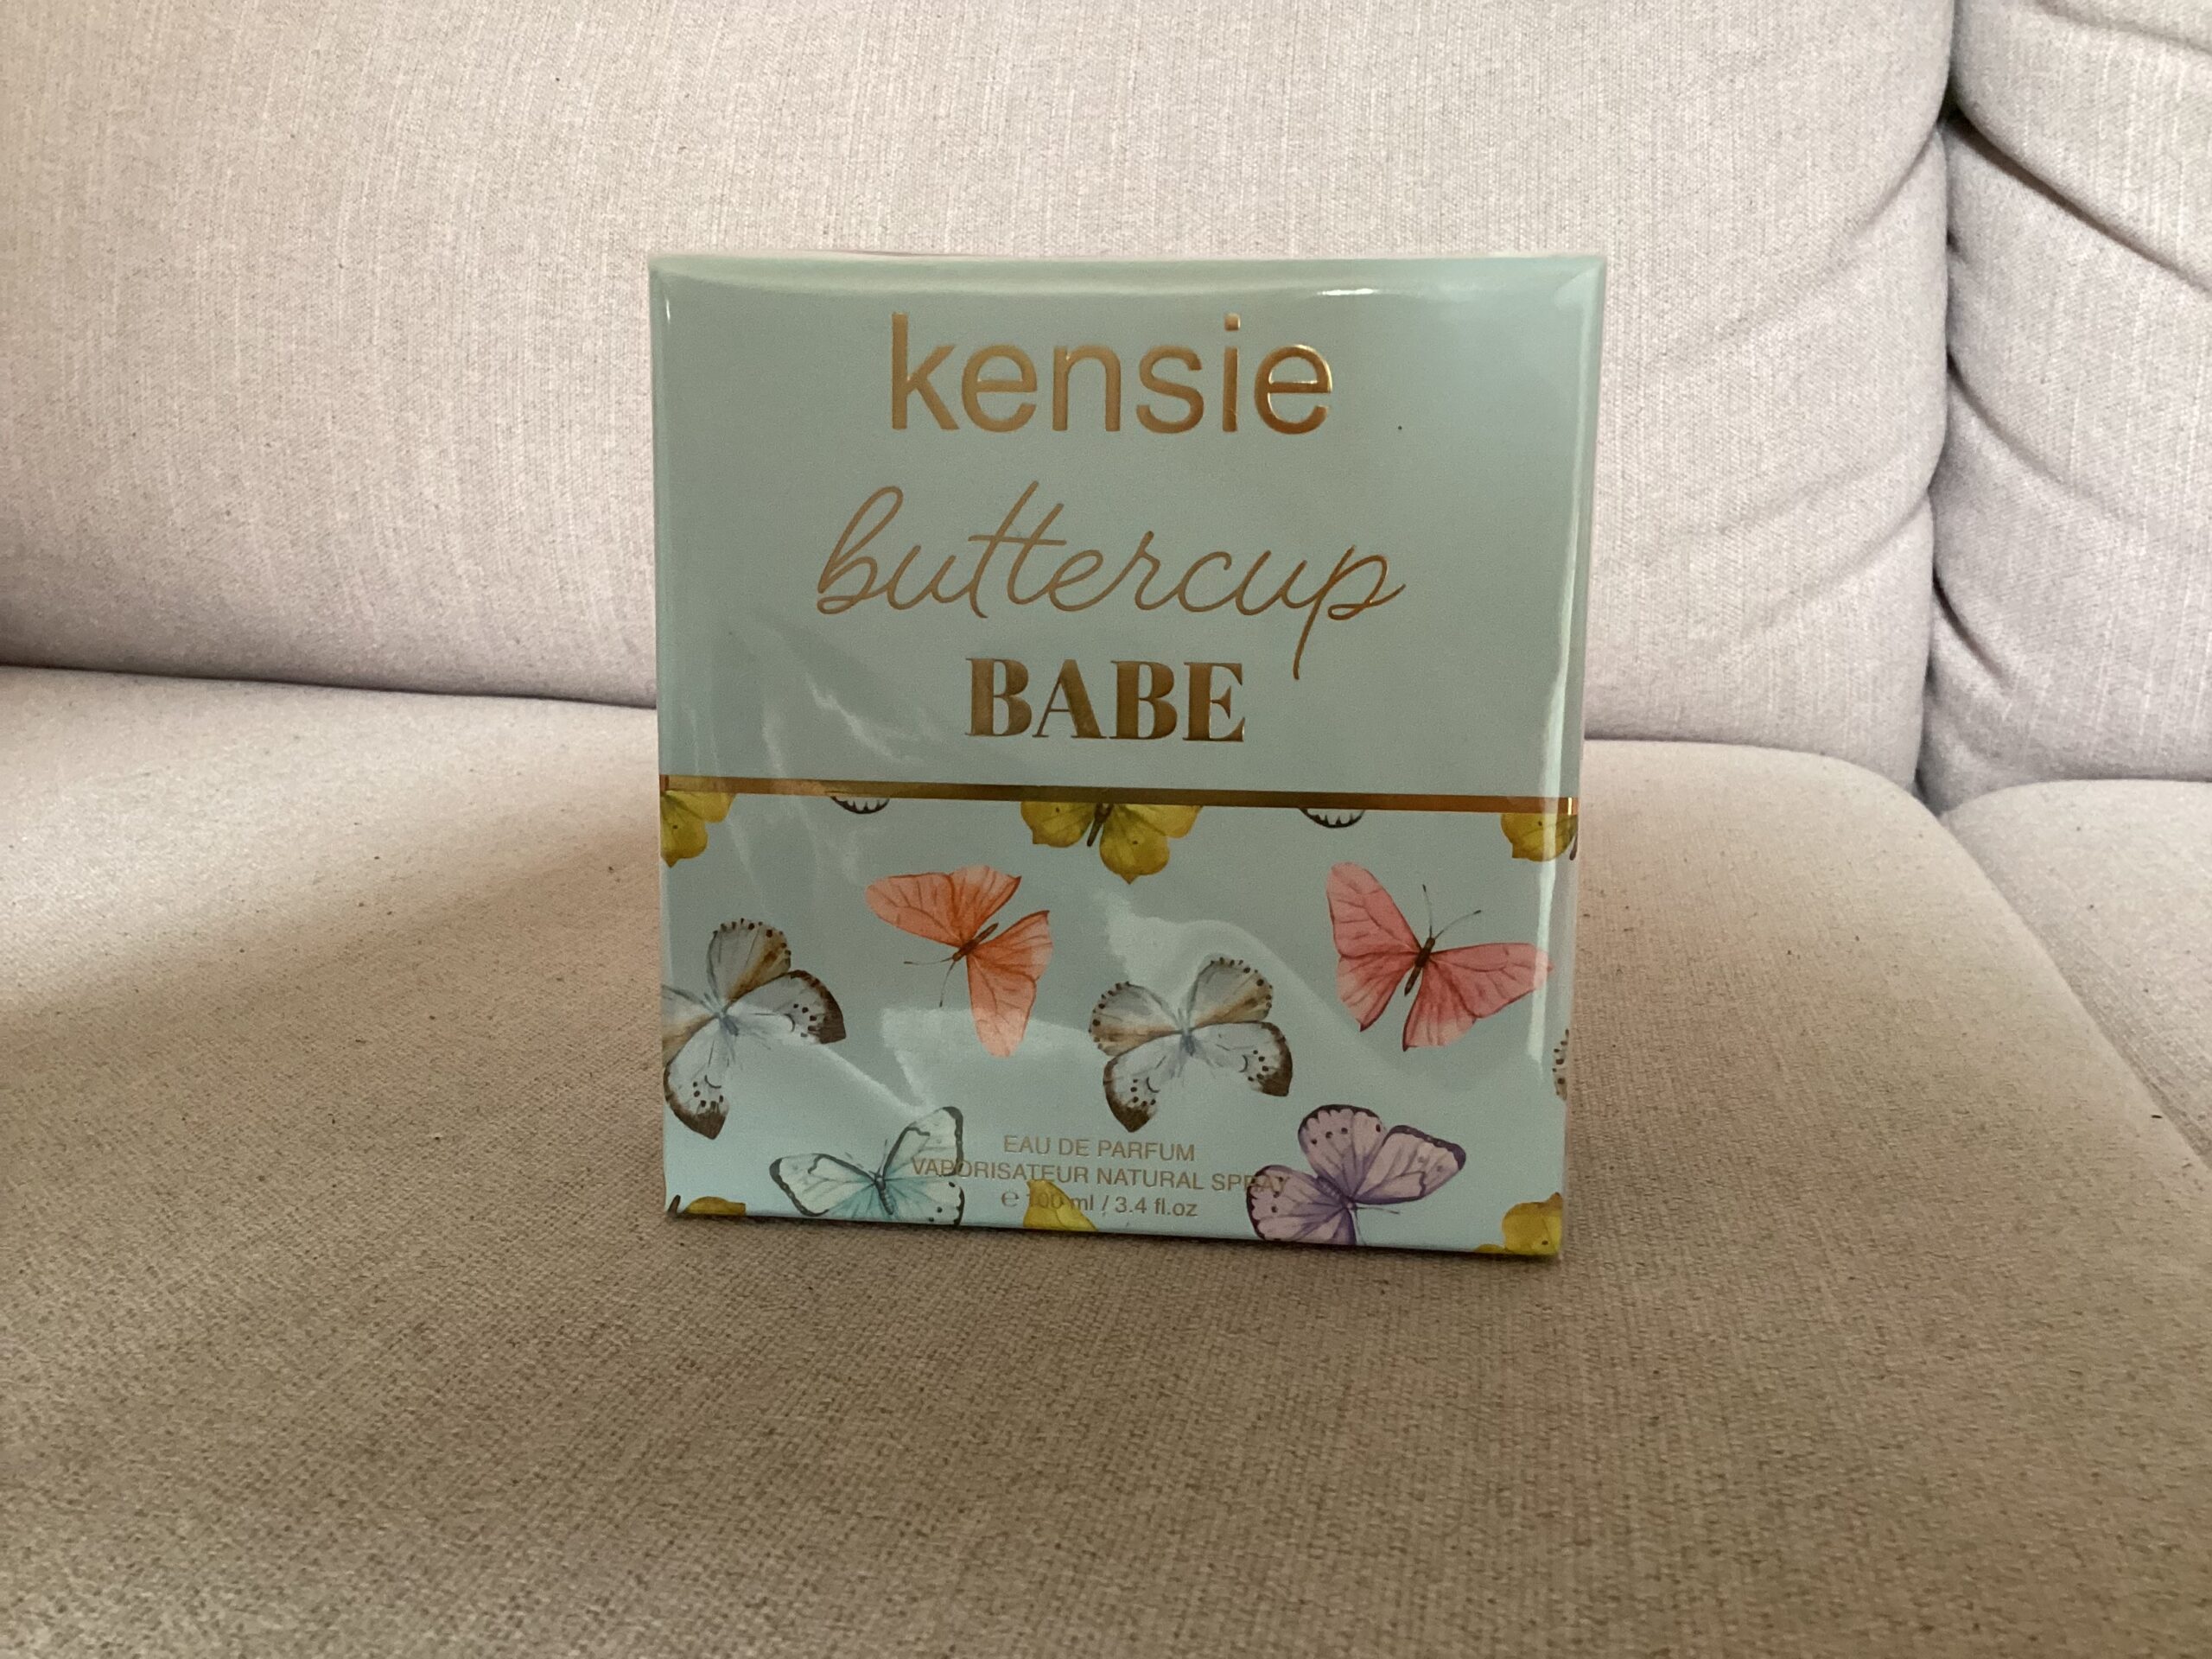 kensie
buttercup
BABE
EAU DE PARFUM
VAPORISATEUR NATURAL SPRAY
℮ 100 ml / 3.4 fl.oz